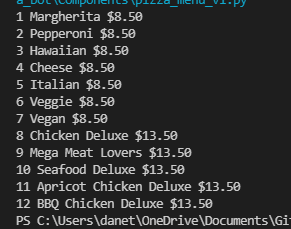 a_bot\Components\pizza_menu_v1.py
1 Margherita $8.50
2 Pepperoni $8.50
3 Hawaiian $8.50
4 Cheese $8.50
5 Italian $8.50
6 Veggie $8.50
7 Vegan $8.50
8 Chicken Deluxe $13.50
9 Mega Meat Lovers $13.50
10 Seafood Deluxe $13.50
11 Apricot Chicken Deluxe $13.50
12 BBQ Chicken Deluxe $13.50
PS C:\Users\danet\OneDrive\Documents\Git